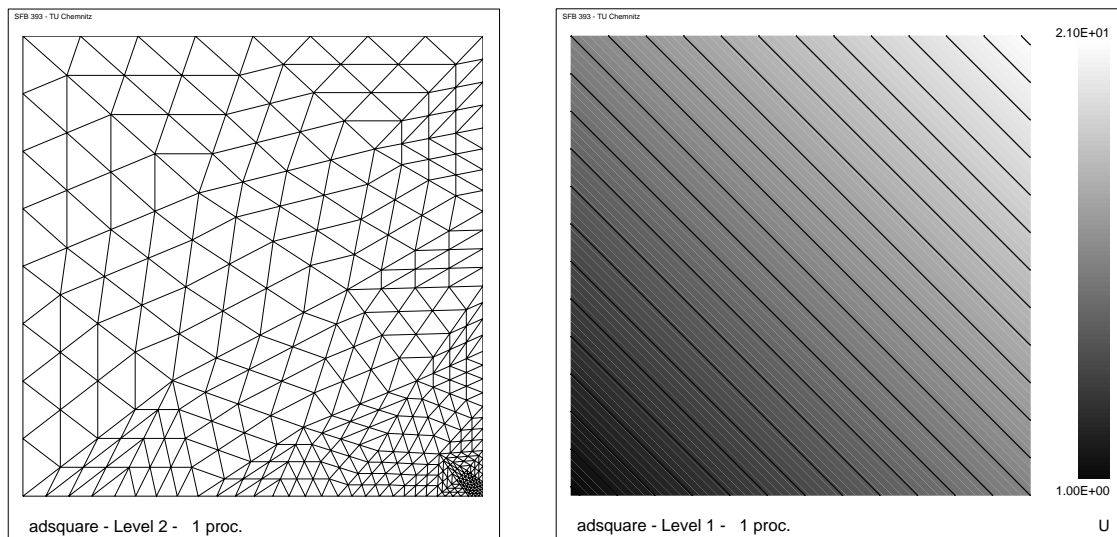 SFB 393 - TU Chemnitz
adsquare - Level 2 - 1 proc.
SFB 393 - TU Chemnitz
2.10E+01
1.00E+00
adsquare - Level 1 - 1 proc.
U